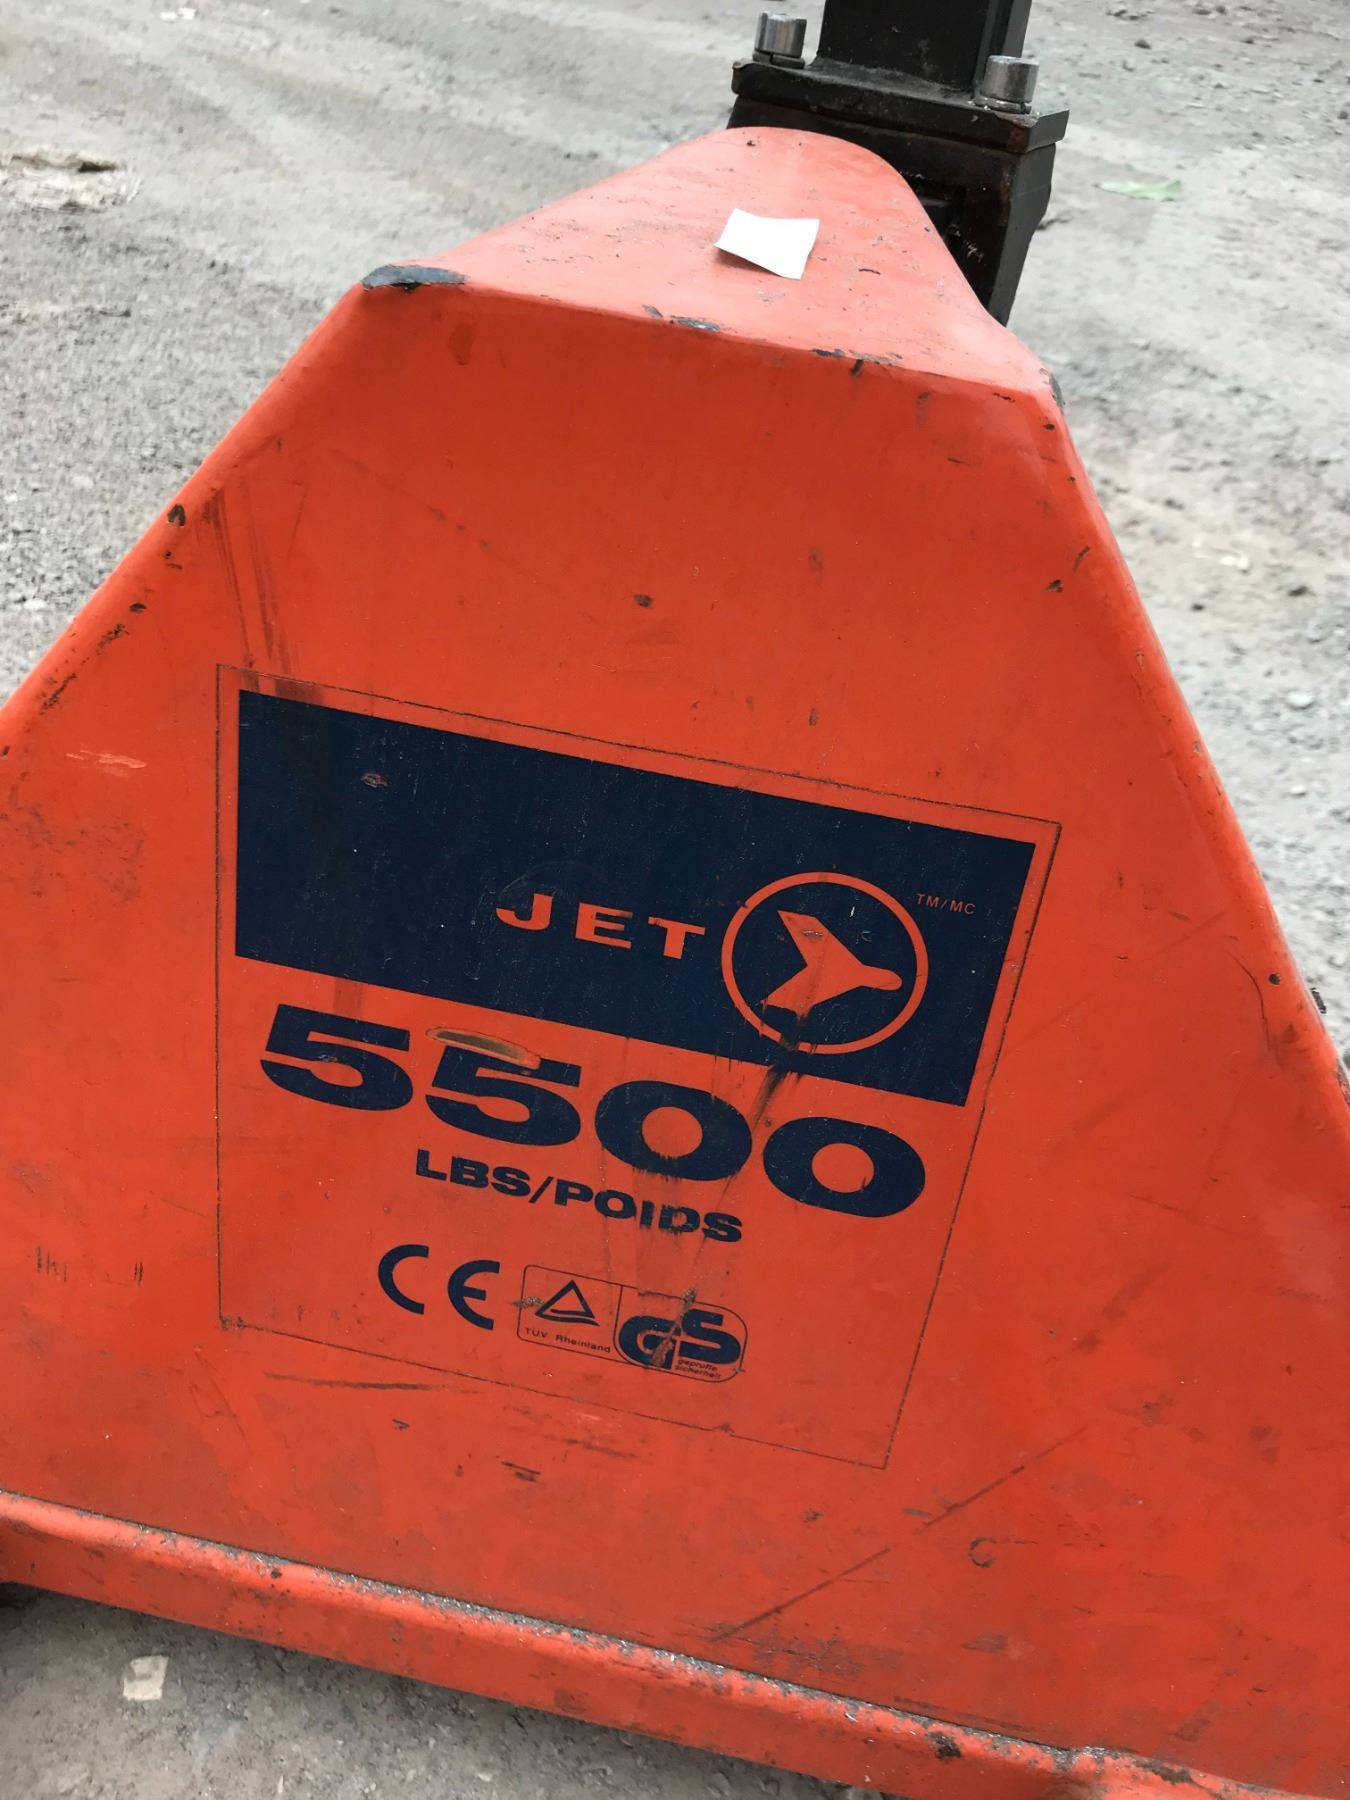 JET TM/MC
5500
LBS/POIDS
CE
TÜV Rheinland
GS
geprüfte
sicherheit